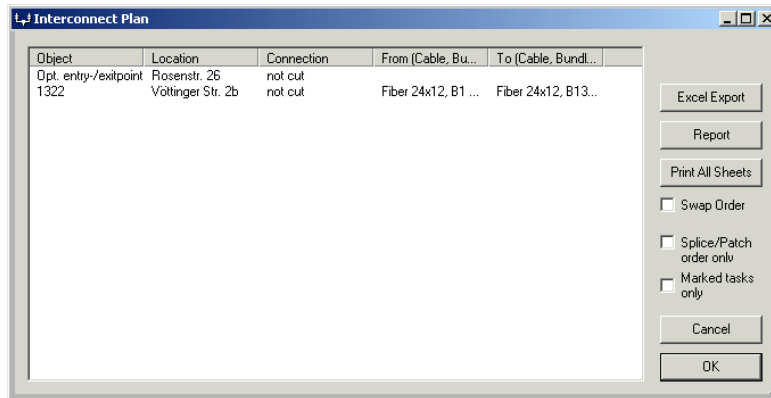 Interconnect Plan
Object Location Connection From (Cable, Bu... To (Cable, Bundl...
Opt. entry-/exitpoint Rosenstr. 26 not cut
1322 Vöttinger Str. 2b not cut Fiber 24x12, B1 ... Fiber 24x12, B13...
Excel Export
Report
Print All Sheets
Swap Order
Splice/Patch
order only
Marked tasks
only
Cancel
OK